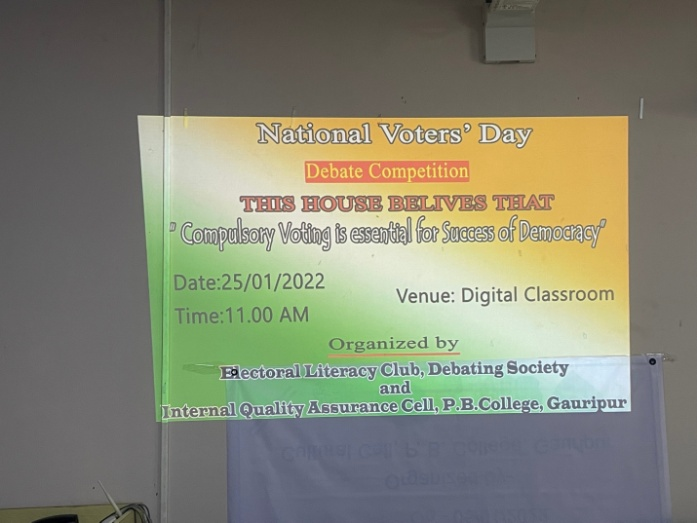 National Voters' Day
Debate Competition
THIS HOUSE BELIVES THAT
" Compulsory Voting is essential for Success of Democracy"
Date:25/01/2022
Time:11.00 AM
Venue: Digital Classroom
Organized by
Electoral Literacy Club, Debating Society
and
Internal Quality Assurance Cell, P.B.College, Gauripur